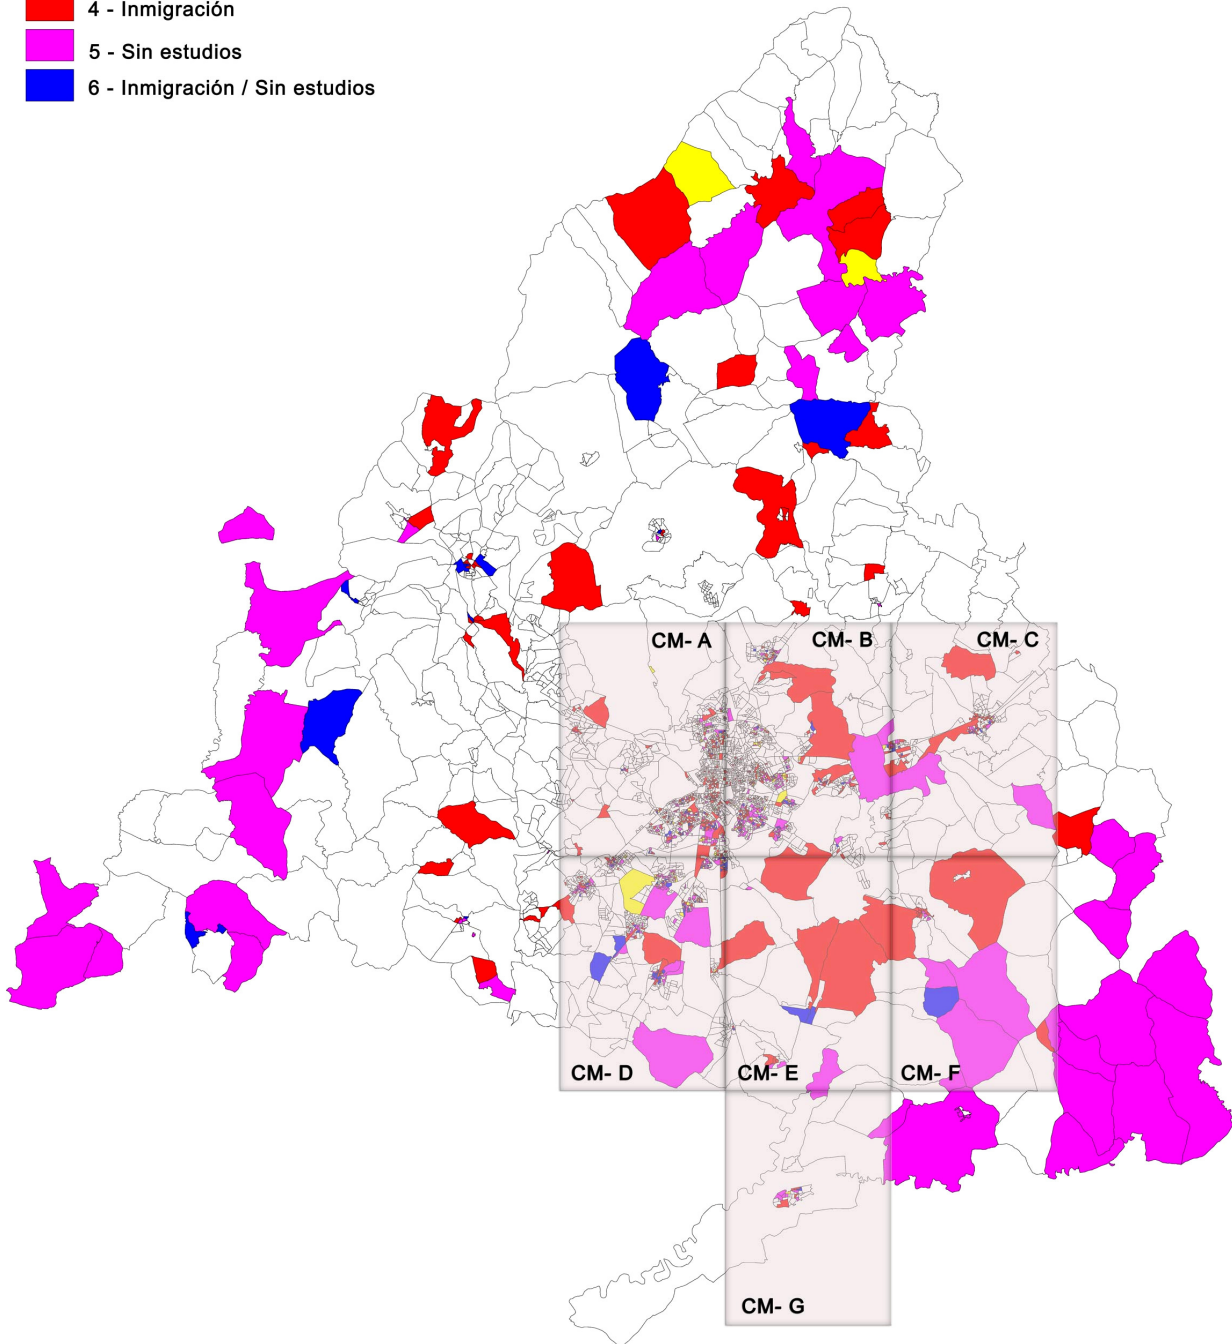 4 - Inmigración
5 - Sin estudios
6 - Inmigración / Sin estudios
CM- A
CM- B
CM- C
CM- D
CM- E
CM- F
CM- G